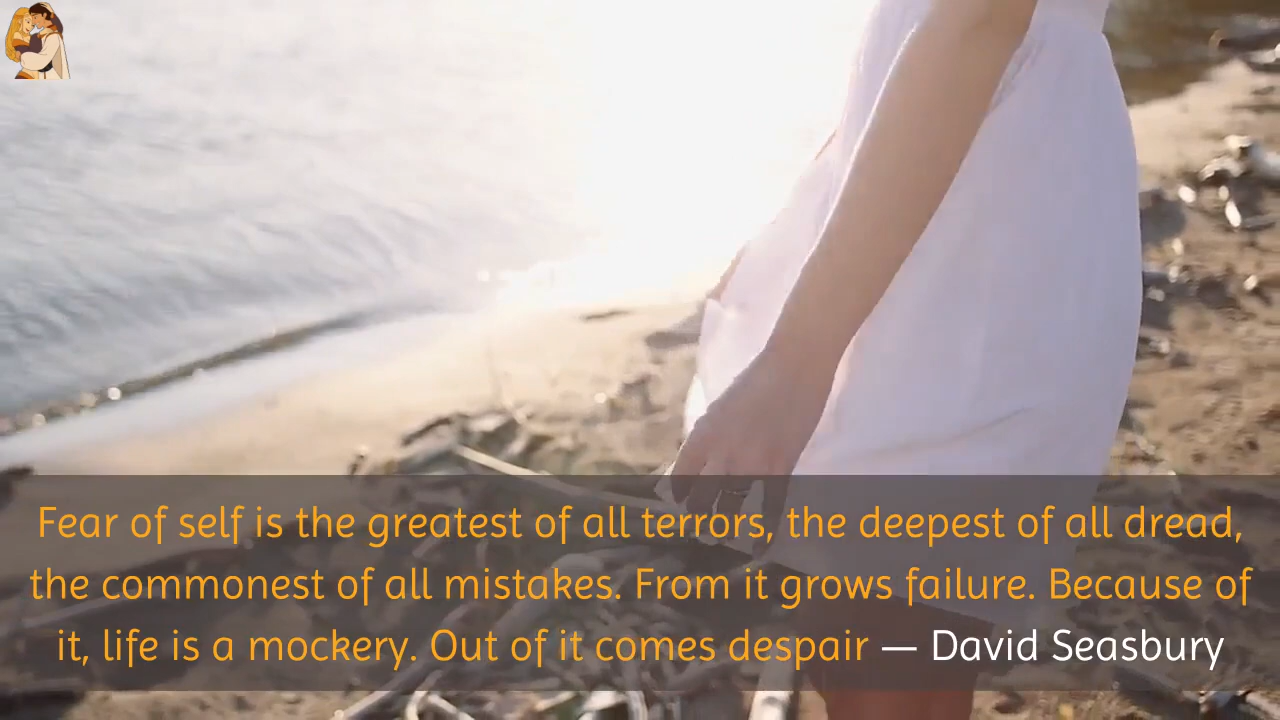 Fear of self is the greatest of all terrors, the deepest of all dread,
the commonest of all mistakes. From it grows failure. Because of
it, life is a mockery. Out of it comes despair — David Seasbury